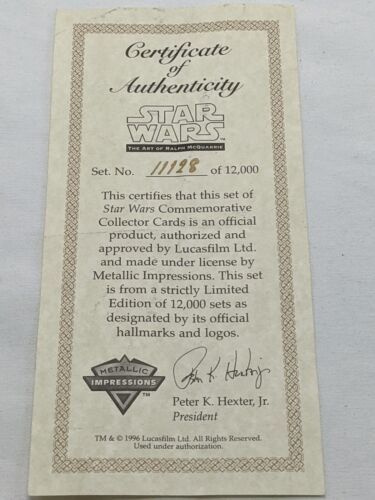 Certificate
of
Authenticity
STAR
WARS™
THE ART OF RALPH MCQUARRIE
Set. No. 11198 of 12,000
This certifies that this set of
Star Wars Commemorative
Collector Cards is an official
product, authorized and
approved by Lucasfilm Ltd.
and made under license by
Metallic Impressions. This set
is from a strictly Limited
Edition of 12,000 sets as
designated by its official
hallmarks and logos.
METALLIC
IMPRESSIONS
TM
Peter K. Hexter, Jr.
President
TM & © 1996 Lucasfilm Ltd. All Rights Reserved.
Used under authorization.